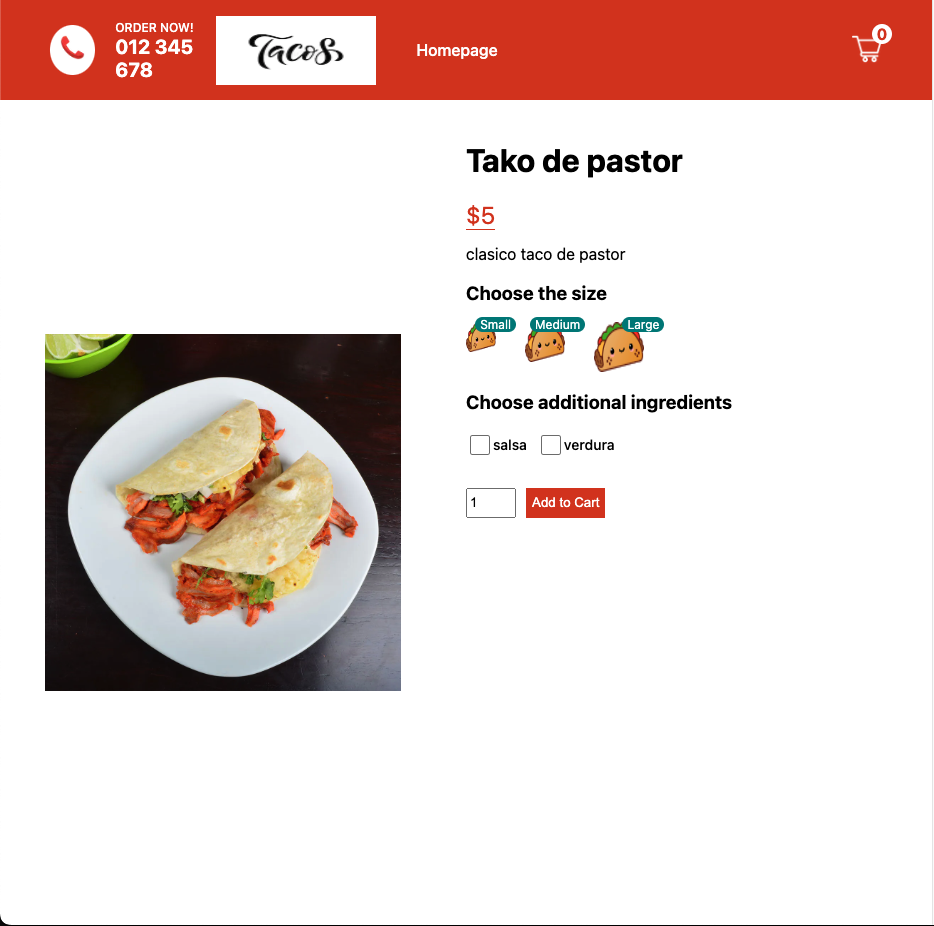 ORDER NOW!
012 345
678
Tacos
Homepage
0
Tako de pastor
$5
clasico taco de pastor
Choose the size
Small
Medium
Large
Choose additional ingredients
salsa
verdura
1
Add to Cart